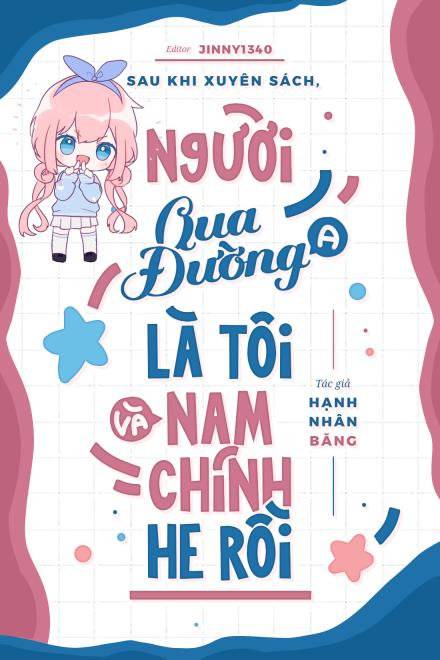 Editor JINNY1340
SAU KHI XUYÊN SÁCH,
NGƯỜI
Qua
Đường A
LÀ TÔI
VÀ NAM
CHÍNH
HE RỒI
Tác giả
HẠNH
NHÂN
BĂNG